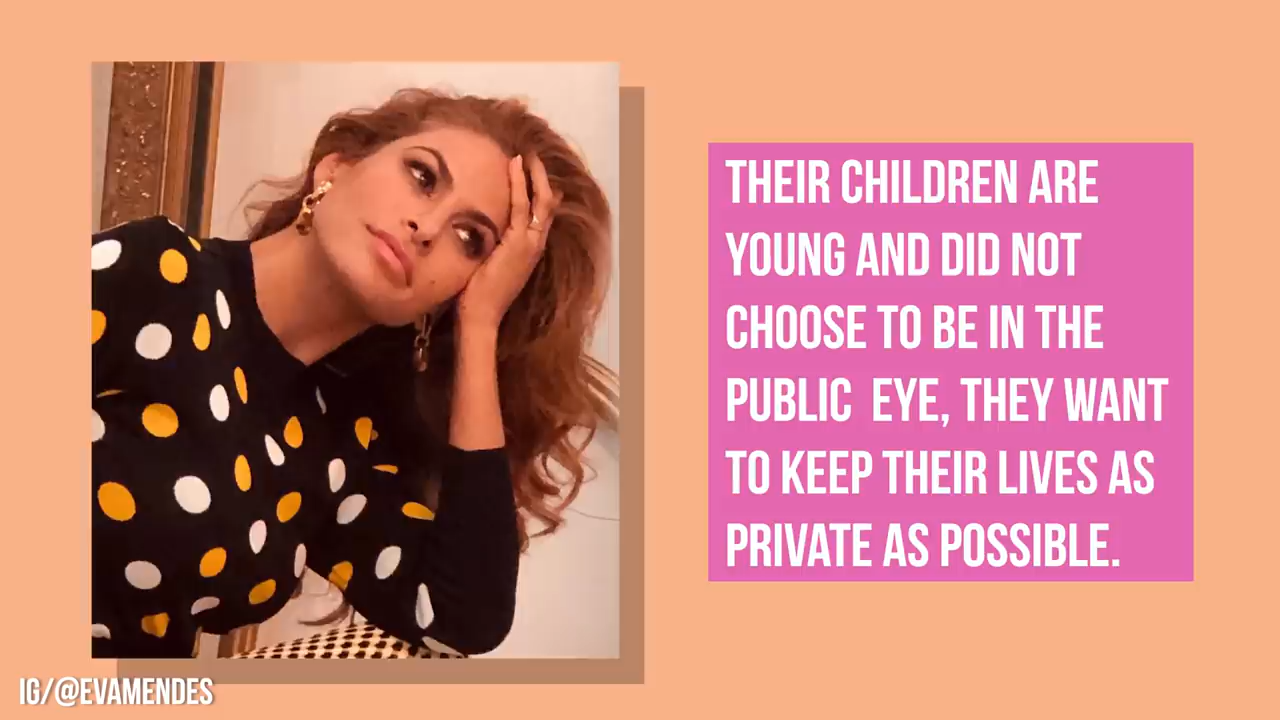 THEIR CHILDREN ARE
YOUNG AND DID NOT
CHOOSE TO BE IN THE
PUBLIC  EYE, THEY WANT
TO KEEP THEIR LIVES AS
PRIVATE AS POSSIBLE.
IG/@EVAMENDES